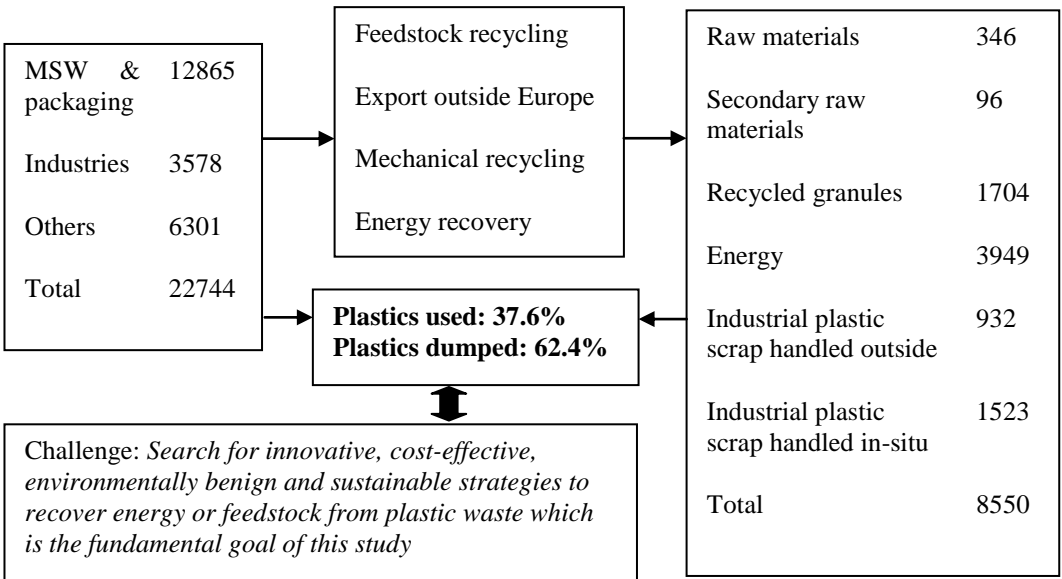 MSW & 12865
packaging
Industries 3578
Others 6301
Total 22744
Feedstock recycling
Export outside Europe
Mechanical recycling
Energy recovery
Raw materials 346
Secondary raw 96
materials
Recycled granules 1704
Energy 3949
Industrial plastic 932
scrap handled outside
Industrial plastic 1523
scrap handled in-situ
Total 8550
Plastics used: 37.6%
Plastics dumped: 62.4%
Challenge: Search for innovative, cost-effective,
environmentally benign and sustainable strategies to
recover energy or feedstock from plastic waste which
is the fundamental goal of this study